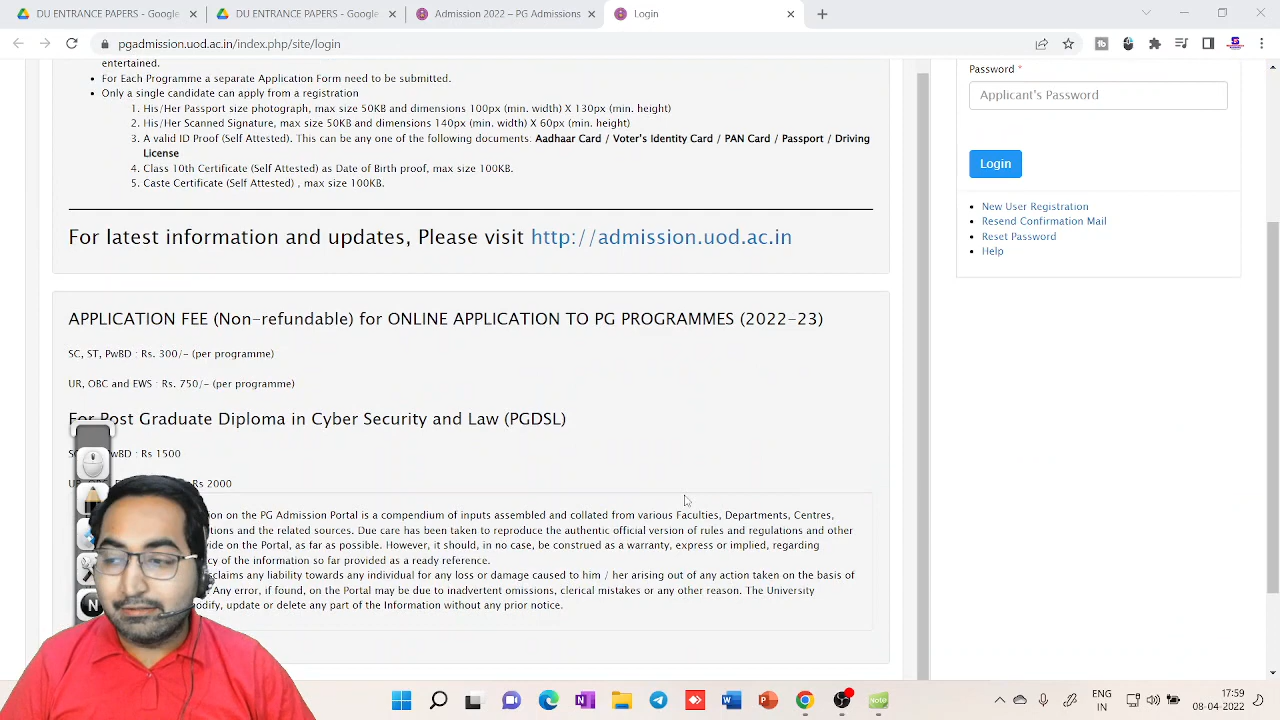 DU ENTRANCE PAPERS - Google
DU ENTRANCE PAPERS - Google
Admission 2022 – PG Admissions
Login
pgadmission.uod.ac.in/index.php/site/login
entertained.
• For Each Programme a separate Application Form need to be submitted.
• Only a single candidate can apply from a registration
1. His/Her Passport size photograph, max size 50KB and dimensions 100px (min. width) X 130px (min. height)
2. His/Her Scanned Signature, max size 50KB and dimensions 140px (min. width) X 60px (min. height)
3. A valid ID Proof (Self Attested). This can be any one of the following documents: Aadhaar Card / Voter's Identity Card / PAN Card / Passport / Driving
License
4. Class 10th Certificate (Self Attested) as Date of Birth proof, max size 100KB.
5. Caste Certificate (Self Attested) , max size 100KB.
For latest information and updates, Please visit http://admission.uod.ac.in
APPLICATION FEE (Non-refundable) for ONLINE APPLICATION TO PG PROGRAMMES (2022-23)
SC, ST, PwBD : Rs. 300/- (per programme)
UR, OBC and EWS : Rs. 750/- (per programme)
For Post Graduate Diploma in Cyber Security and Law (PGDSL)
PwBD : Rs 1500
Rs 2000
on on the PG Admission Portal is a compendium of inputs assembled and collated from various Faculties, Departments, Centres,
and the related sources. Due care has been taken to reproduce the authentic official version of rules and regulations and other
on the Portal, as far as possible. However, it should, in no case, be construed as a warranty, express or implied, regarding
of the information so far provided as a ready reference.
any liability towards any individual for any loss or damage caused to him / her arising out of any action taken on the basis of
Any error, if found, on the Portal may be due to inadvertent omissions, clerical mistakes or any other reason. The University
update or delete any part of the Information without any prior notice.
Password *
Applicant's Password
Login
• New User Registration
• Resend Confirmation Mail
• Reset Password
• Help
N
ENG
IN
17:59
08-04-2022